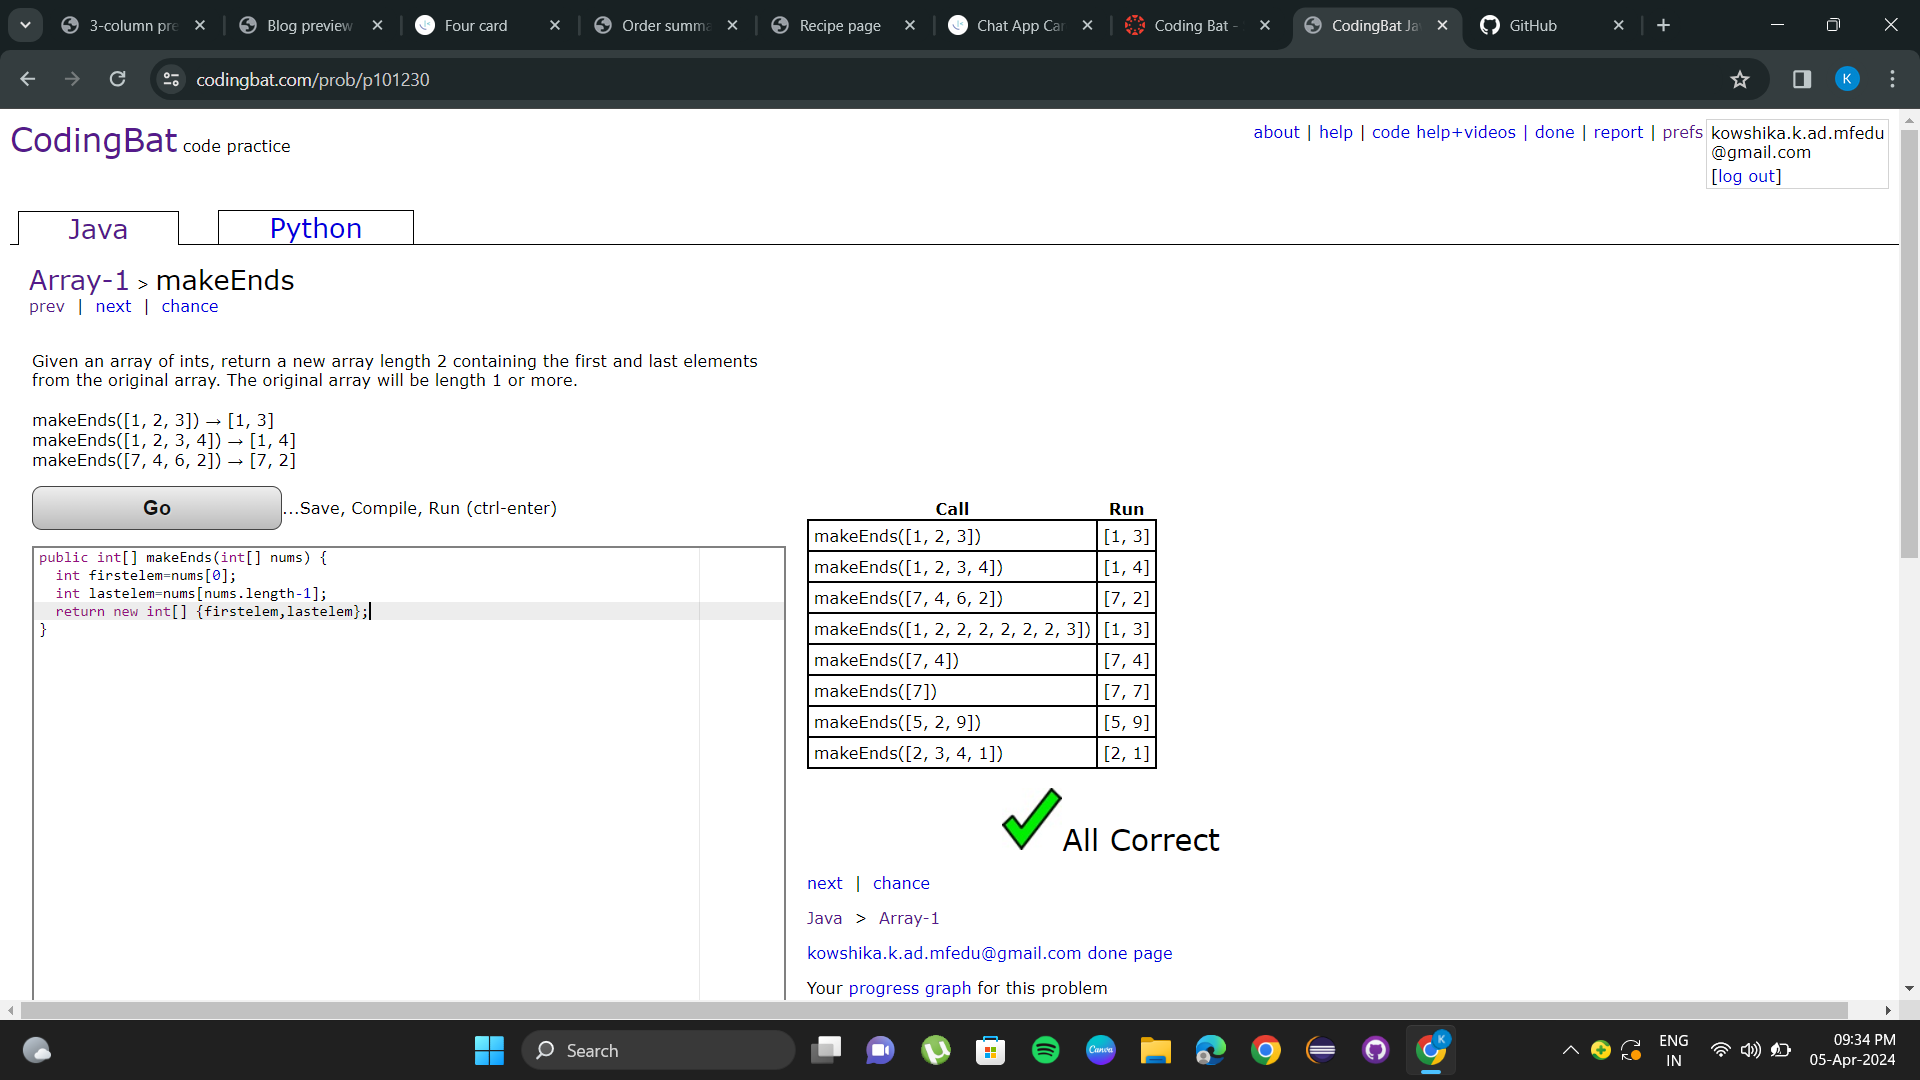 3-column pre
Blog preview
Four card
Order summa
Recipe page
Chat App Car
Coding Bat -
CodingBat Ja
GitHub
codingbat.com/prob/p101230
K
CodingBat code practice
about | help | code help+videos | done | report | prefs
kowshika.k.ad.mfedu
@gmail.com
[log out]
Java
Python
Array-1 > makeEnds
prev | next | chance
Given an array of ints, return a new array length 2 containing the first and last elements
from the original array. The original array will be length 1 or more.
makeEnds([1, 2, 3]) → [1, 3]
makeEnds([1, 2, 3, 4]) → [1, 4]
makeEnds([7, 4, 6, 2]) → [7, 2]
Go ...Save, Compile, Run (ctrl-enter)
public int[] makeEnds(int[] nums) {
int firstelem=nums[0];
int lastelem=nums[nums.length-1];
return new int[] {firstelem,lastelem};
}
Call Run
makeEnds([1, 2, 3]) [1, 3]
makeEnds([1, 2, 3, 4]) [1, 4]
makeEnds([7, 4, 6, 2]) [7, 2]
makeEnds([1, 2, 2, 2, 2, 2, 2, 3]) [1, 3]
makeEnds([7, 4]) [7, 4]
makeEnds([7]) [7, 7]
makeEnds([5, 2, 9]) [5, 9]
makeEnds([2, 3, 4, 1]) [2, 1]
All Correct
next | chance
Java > Array-1
kowshika.k.ad.mfedu@gmail.com done page
Your progress graph for this problem
Search
Canva
K
ENG
IN
09:34 PM
05-Apr-2024